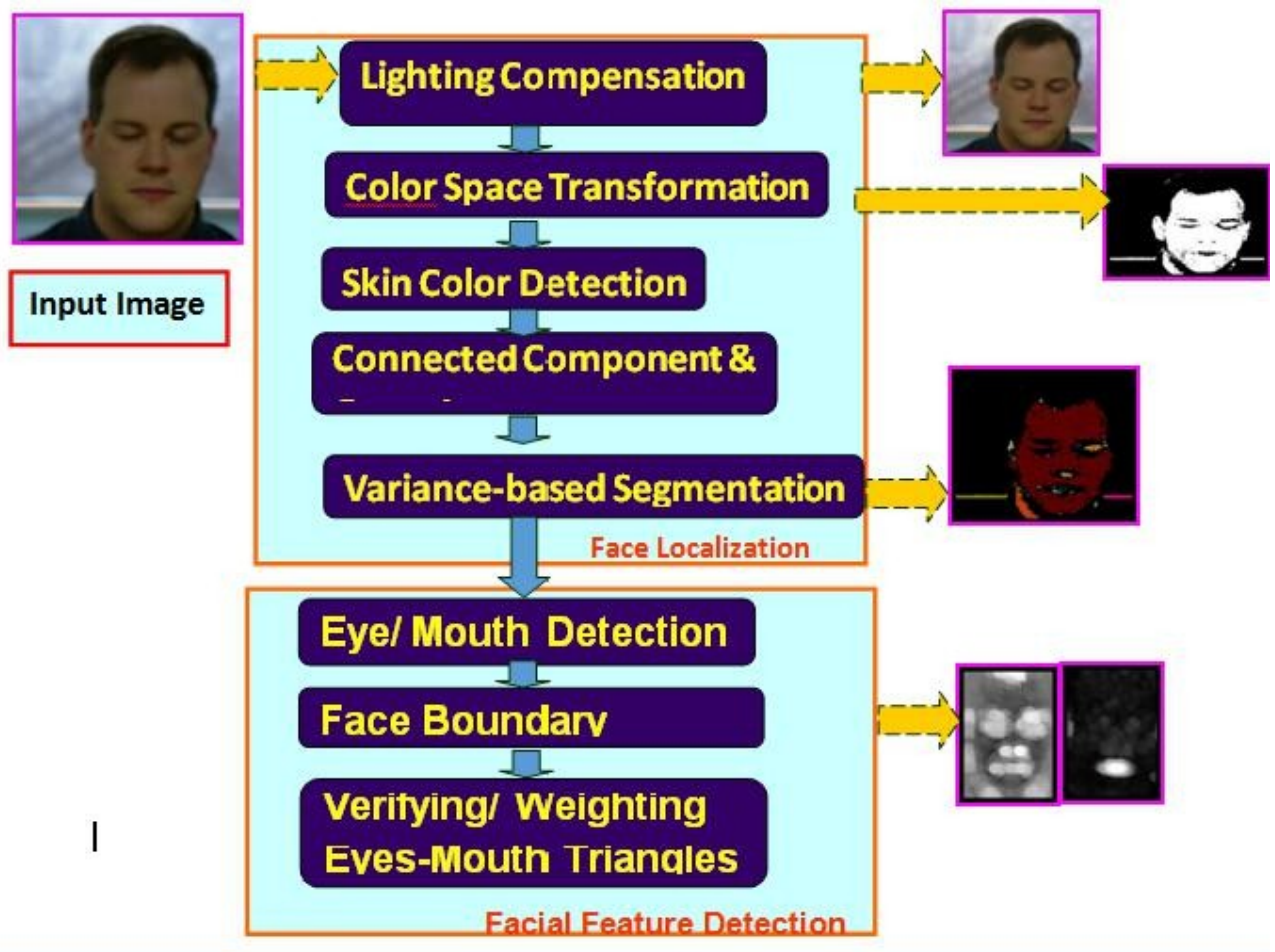 Lighting Compensation
Color Space Transformation
Input Image
Skin Color Detection
Connected Component &
Variance-based Segmentation
Face Localization
Eye/ Mouth Detection
Face Boundary
Verifying/ Weighting
Eyes-Mouth Triangles
Facial Feature Detection